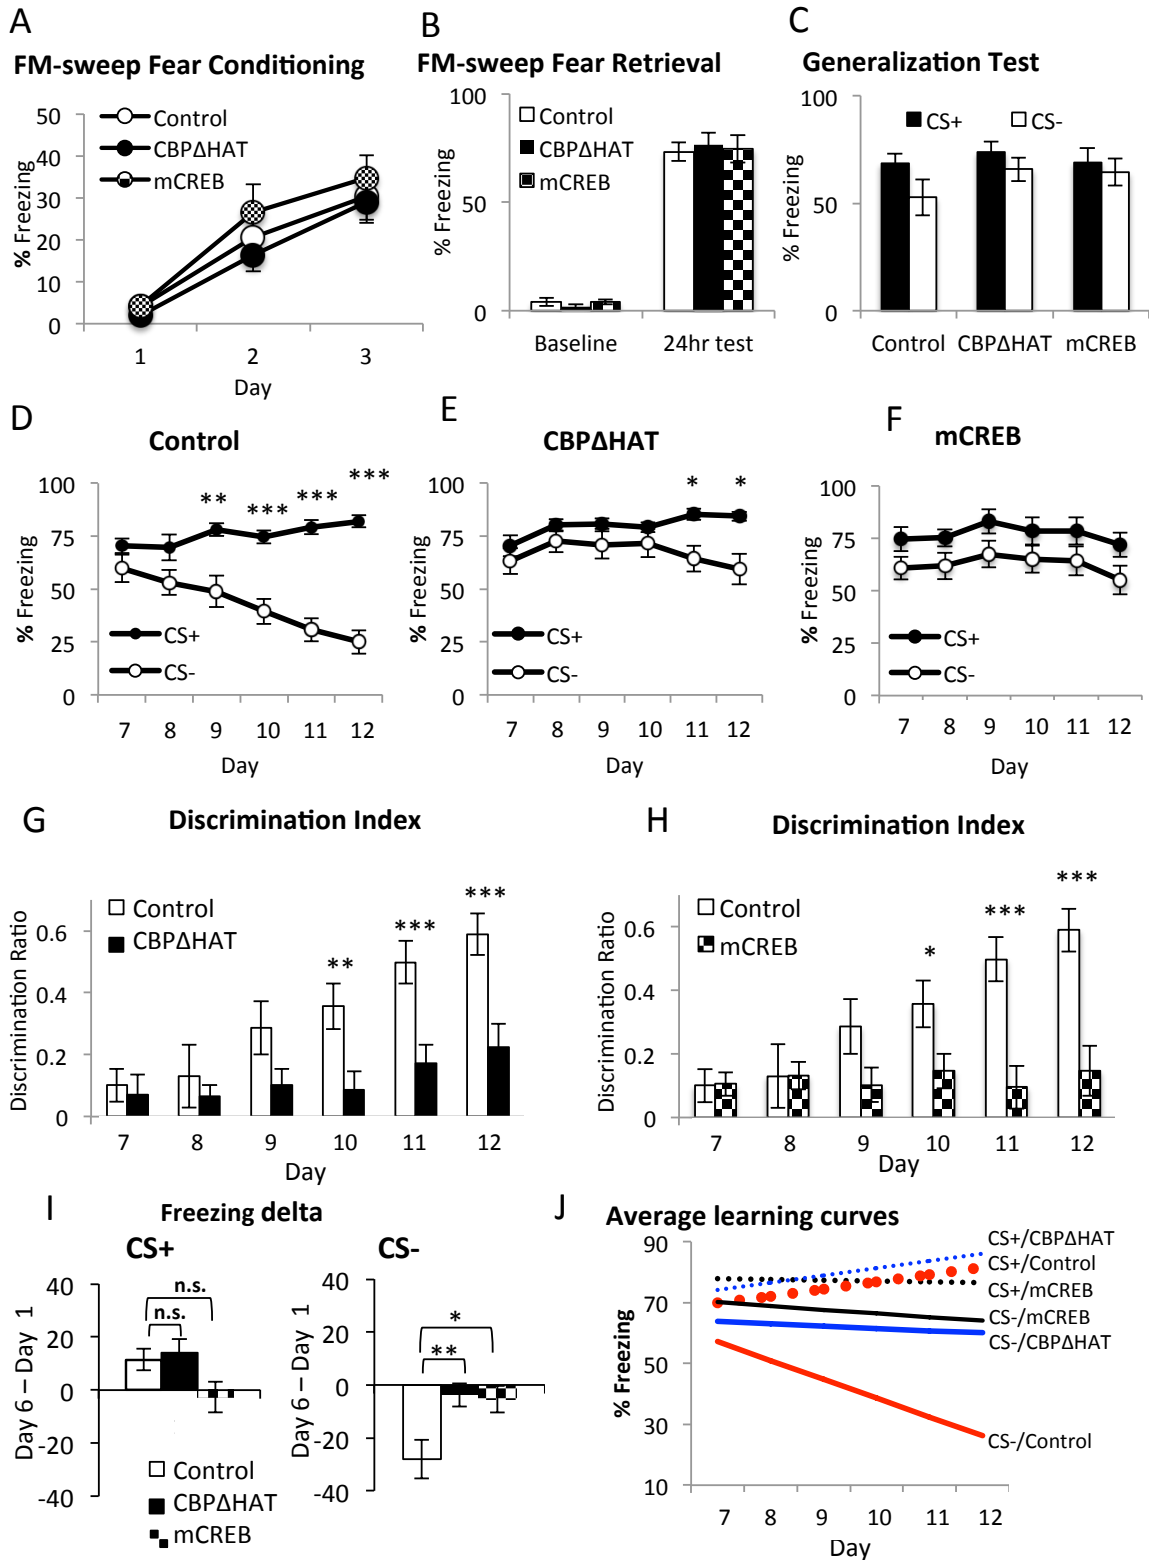 A
FM-sweep Fear Conditioning
50
40
30
20
10
0
% Freezing
Control
CBPΔHAT
mCREB
1 2 3
Day
B
FM-sweep Fear Retrieval
100
50
0
% Freezing
Control
CBPΔHAT
mCREB
Baseline 24hr test
C
Generalization Test
100
50
0
% Freezing
CS+ CS-
Control CBPΔHAT mCREB
D
Control
100
75
50
25
0
% Freezing
** *** *** ***
CS+
CS-
7 8 9 10 11 12
Day
E
CBPΔHAT
100
75
50
25
0
% Freezing
* *
CS+
CS-
7 8 9 10 11 12
Day
F
mCREB
100
75
50
25
0
% Freezing
CS+
CS-
7 8 9 10 11 12
Day
G
Discrimination Index
0.6
0.4
0.2
0
Discrimination Ratio
Control
CBPΔHAT
** *** ***
7 8 9 10 11 12
Day
H
Discrimination Index
0.6
0.4
0.2
0
Discrimination Ratio
Control
mCREB
* *** ***
7 8 9 10 11 12
Day
I
Freezing delta
CS+
40
20
0
-20
-40
Day 6 – Day 1
n.s.
n.s.
Control
CBPΔHAT
mCREB
CS-
40
20
0
-20
-40
Day 6 – Day 1
*
**
J
Average learning curves
90
70
50
30
10
% Freezing
CS+/CBPΔHAT
CS+/Control
CS+/mCREB
CS-/mCREB
CS-/CBPΔHAT
CS-/Control
7 8 9 10 11 12
Day